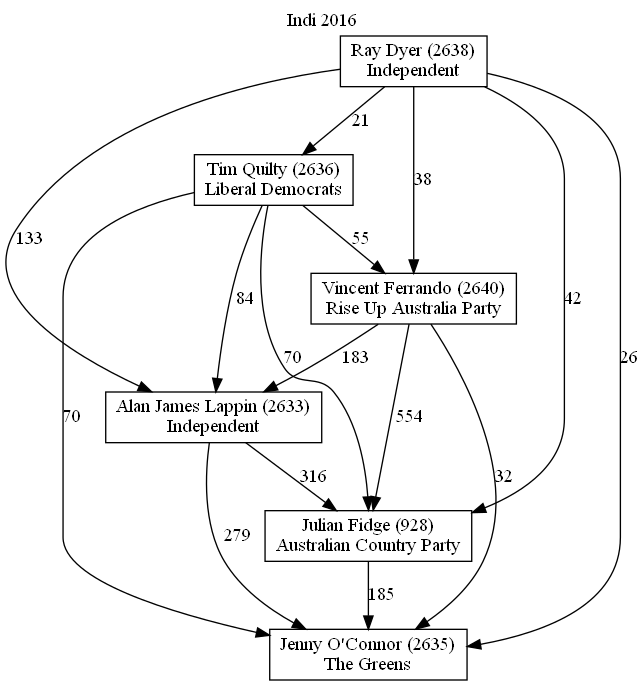 Indi 2016
Ray Dyer (2638)
Independent
21
Tim Quilty (2636)
Liberal Democrats
38
133
55
Vincent Ferrando (2640)
Rise Up Australia Party
84
42
70
183
26
Alan James Lappin (2633)
Independent
70
554
316
32
Julian Fidge (928)
Australian Country Party
279
185
Jenny O'Connor (2635)
The Greens